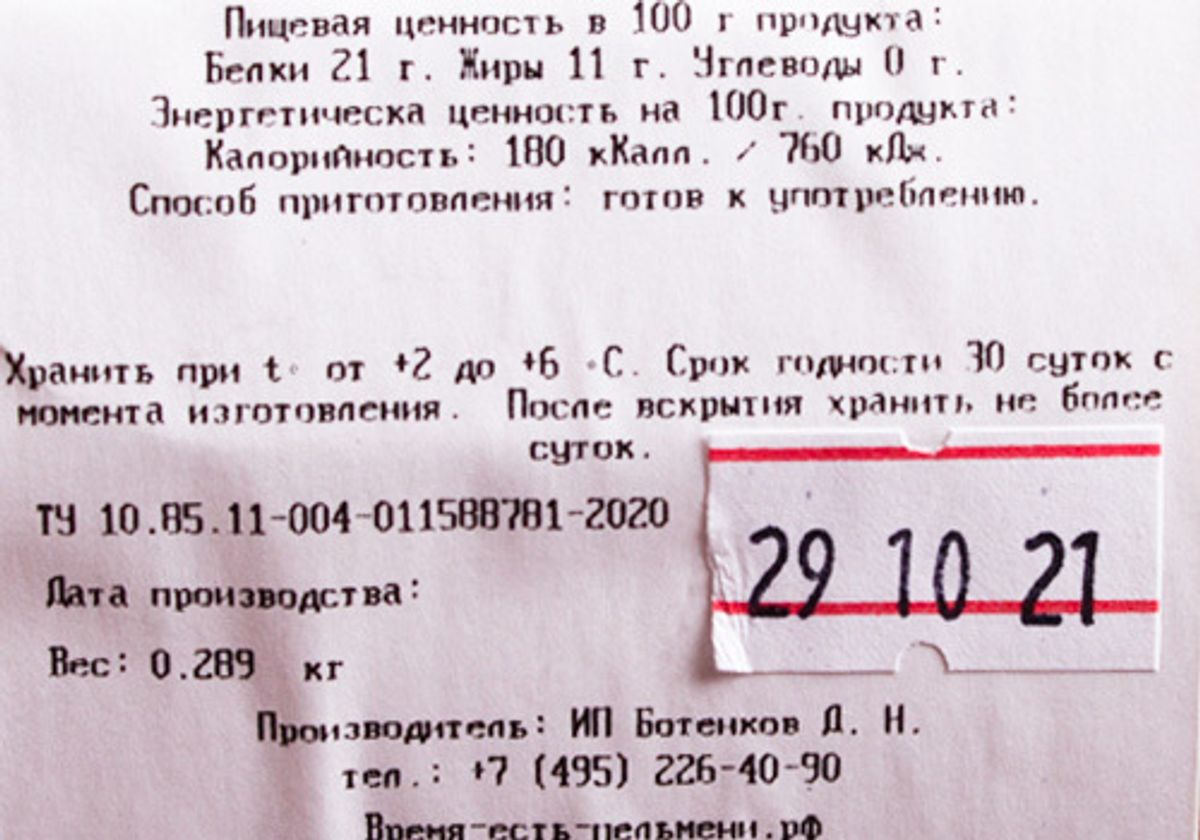 Пищевая ценность в 100 г продукта:
Белки 21 г. Жиры 11 г. Углеводы 0 г.
Энергетическа ценность на 100г. продукта:
Калорийность: 180 кКалл. / 760 кДж.
Способ приготовления: готов к употреблению.
Хранить при t° от +2 до +6 °С. Срок годности 30 суток с
момента изготовления. После вскрытия хранить не более
суток.
ТУ 10.85.11-004-011588781-2020
Дата производства:
29 10 21
Вес: 0.289 кг
Производитель: ИП Ботенков Д. Н.
тел.: +7 (495) 226-40-90
Время-есть-пельмени.рф